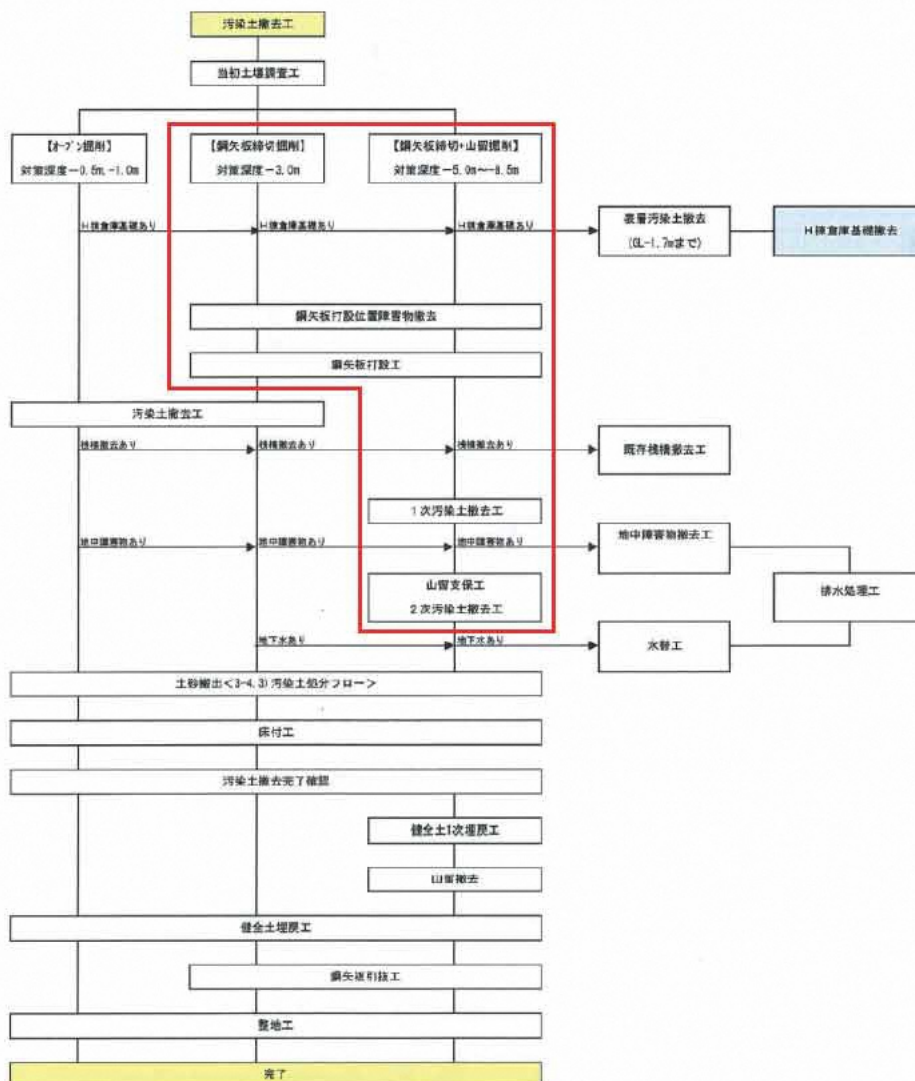 汚染土撤去工
当初土壌調査工
【オープン掘削】
対策深度-0.5m,-1.0m
【鋼矢板締切掘削】
対策深度-3.0m
【鋼矢板締切+山留掘削】
対策深度-5.0m~-8.5m
H棟倉庫基礎あり
H棟倉庫基礎あり
H棟倉庫基礎あり
表層汚染土撤去
(GL-1.7mまで)
H棟倉庫基礎撤去
鋼矢板打設位置障害物撤去
鋼矢板打設工
汚染土撤去工
桟橋撤去あり
桟橋撤去あり
桟橋撤去あり
既存桟橋撤去工
1次汚染土撤去工
地中障害物あり
地中障害物あり
地中障害物あり
地中障害物撤去工
山留支保工
2次汚染土撤去工
排水処理工
地下水あり
地下水あり
水替工
土砂搬出<3-4.3)汚染土処分フロー>
床付工
汚染土撤去完了確認
健全土1次埋戻工
山留撤去
健全土埋戻工
鋼矢板引抜工
整地工
完了